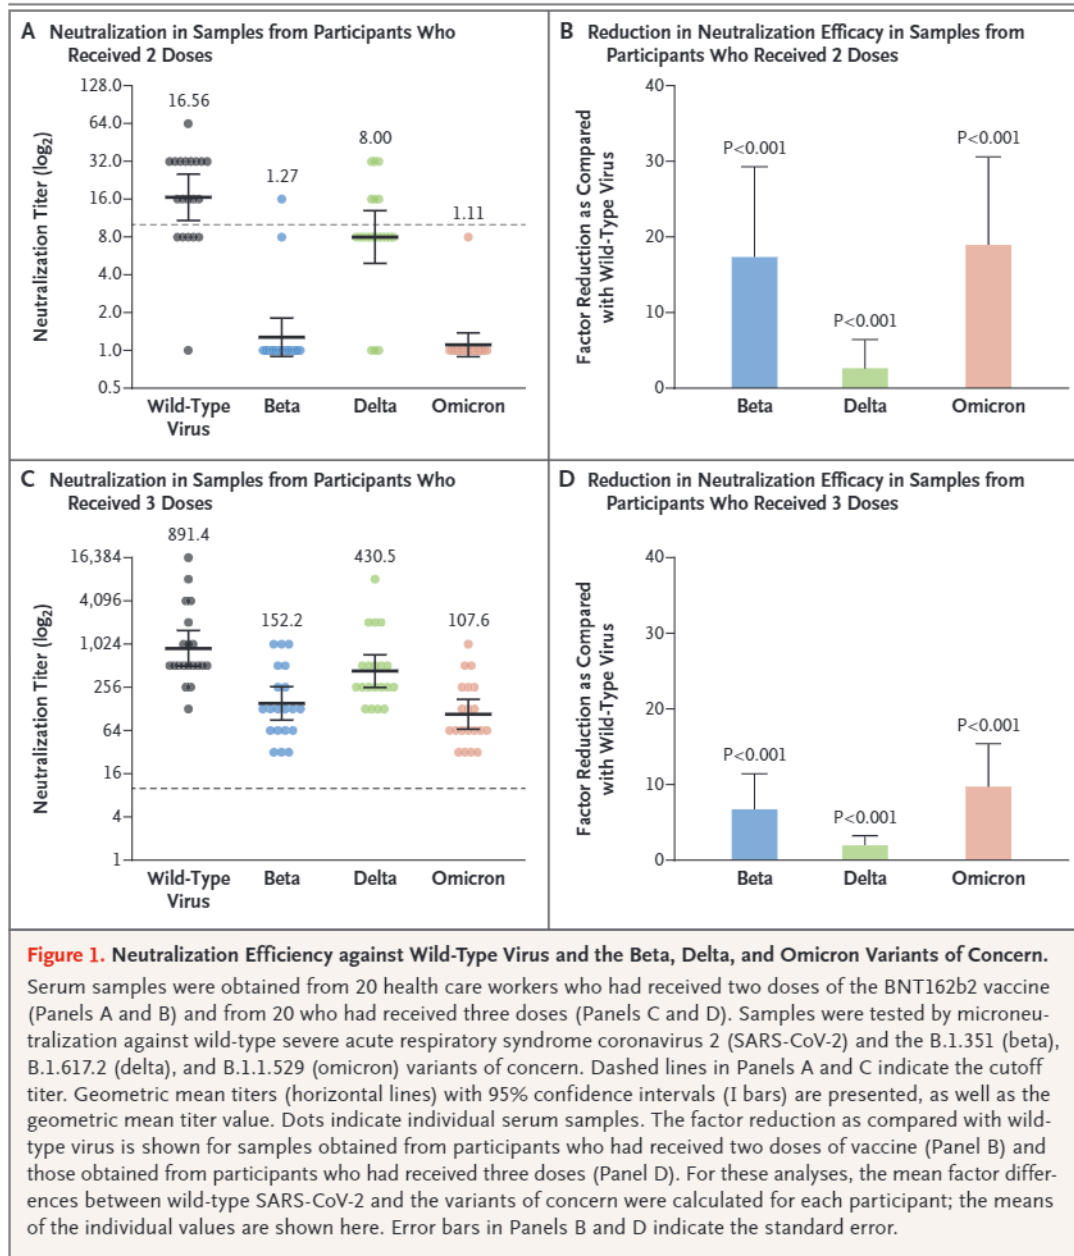 A Neutralization in Samples from Participants Who
Received 2 Doses
128.0
64.0
32.0
16.0
8.0
4.0
2.0
1.0
0.5
Neutralization Titer (log₂)
16.56
1.27
8.00
1.11
Wild-Type
Virus
Beta
Delta
Omicron
B Reduction in Neutralization Efficacy in Samples from
Participants Who Received 2 Doses
40
30
20
10
0
Factor Reduction as Compared
with Wild-Type Virus
P<0.001
P<0.001
P<0.001
Beta
Delta
Omicron
C Neutralization in Samples from Participants Who
Received 3 Doses
16,384
4,096
1,024
256
64
16
4
1
Neutralization Titer (log₂)
891.4
152.2
430.5
107.6
Wild-Type
Virus
Beta
Delta
Omicron
D Reduction in Neutralization Efficacy in Samples from
Participants Who Received 3 Doses
40
30
20
10
0
Factor Reduction as Compared
with Wild-Type Virus
P<0.001
P<0.001
P<0.001
Beta
Delta
Omicron
Figure 1. Neutralization Efficiency against Wild-Type Virus and the Beta, Delta, and Omicron Variants of Concern.
Serum samples were obtained from 20 health care workers who had received two doses of the BNT162b2 vaccine
(Panels A and B) and from 20 who had received three doses (Panels C and D). Samples were tested by microneu-
tralization against wild-type severe acute respiratory syndrome coronavirus 2 (SARS-CoV-2) and the B.1.351 (beta),
B.1.617.2 (delta), and B.1.1.529 (omicron) variants of concern. Dashed lines in Panels A and C indicate the cutoff
titer. Geometric mean titers (horizontal lines) with 95% confidence intervals (I bars) are presented, as well as the
geometric mean titer value. Dots indicate individual serum samples. The factor reduction as compared with wild-
type virus is shown for samples obtained from participants who had received two doses of vaccine (Panel B) and
those obtained from participants who had received three doses (Panel D). For these analyses, the mean factor differ-
ences between wild-type SARS-CoV-2 and the variants of concern were calculated for each participant; the means
of the individual values are shown here. Error bars in Panels B and D indicate the standard error.